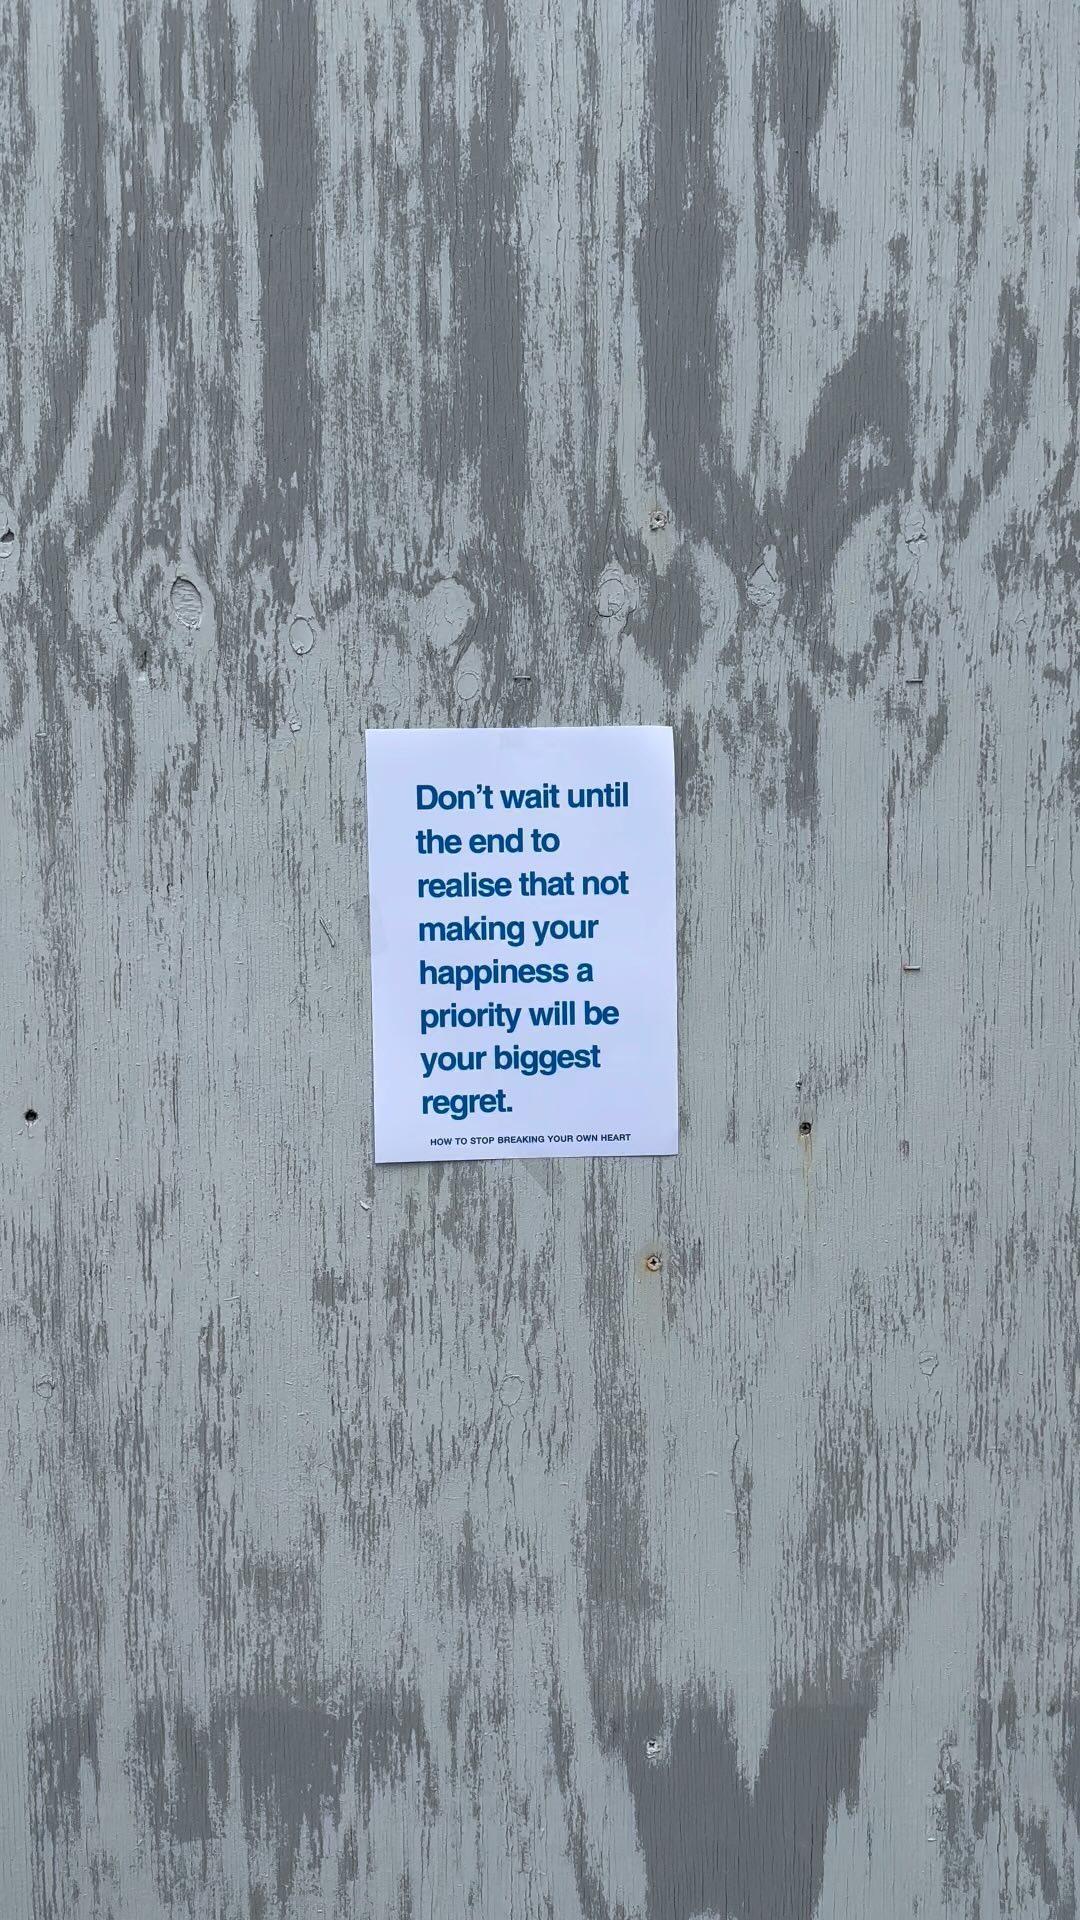 Don't wait until
the end to
realise that not
making your
happiness a
priority will be
your biggest
regret.
HOW TO STOP BREAKING YOUR OWN HEART